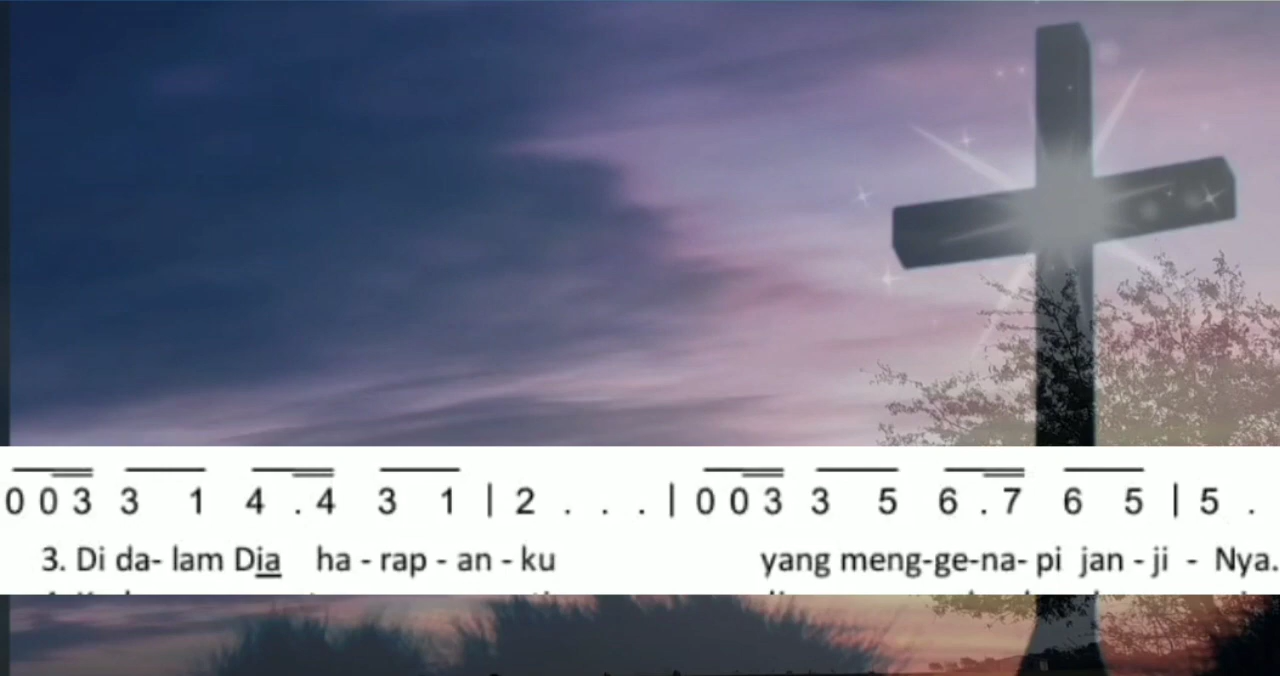 0 0 3 3 1 4 . 4 3 1 | 2 . . . | 0 0 3 3 5 6 . 7 6 5 | 5 .
3. Di da- lam Dia ha - rap - an - ku yang meng-ge-na- pi jan - ji - Nya.